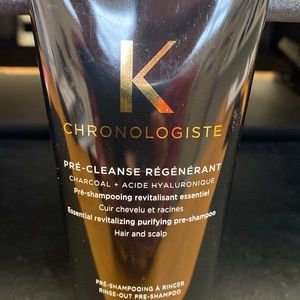 K
CHRONOLOGISTE
PRÉ-CLEANSE RÉGÉNÉRANT
CHARCOAL + ACIDE HYALURONIQUE
Pré-shampooing revitalisant essentiel
Cuir chevelu et racines
Essential revitalizing purifying pre-shampoo
Hair and scalp
PRÉ-SHAMPOOING À RINCER
RINSE-OUT PRE-SHAMPOO